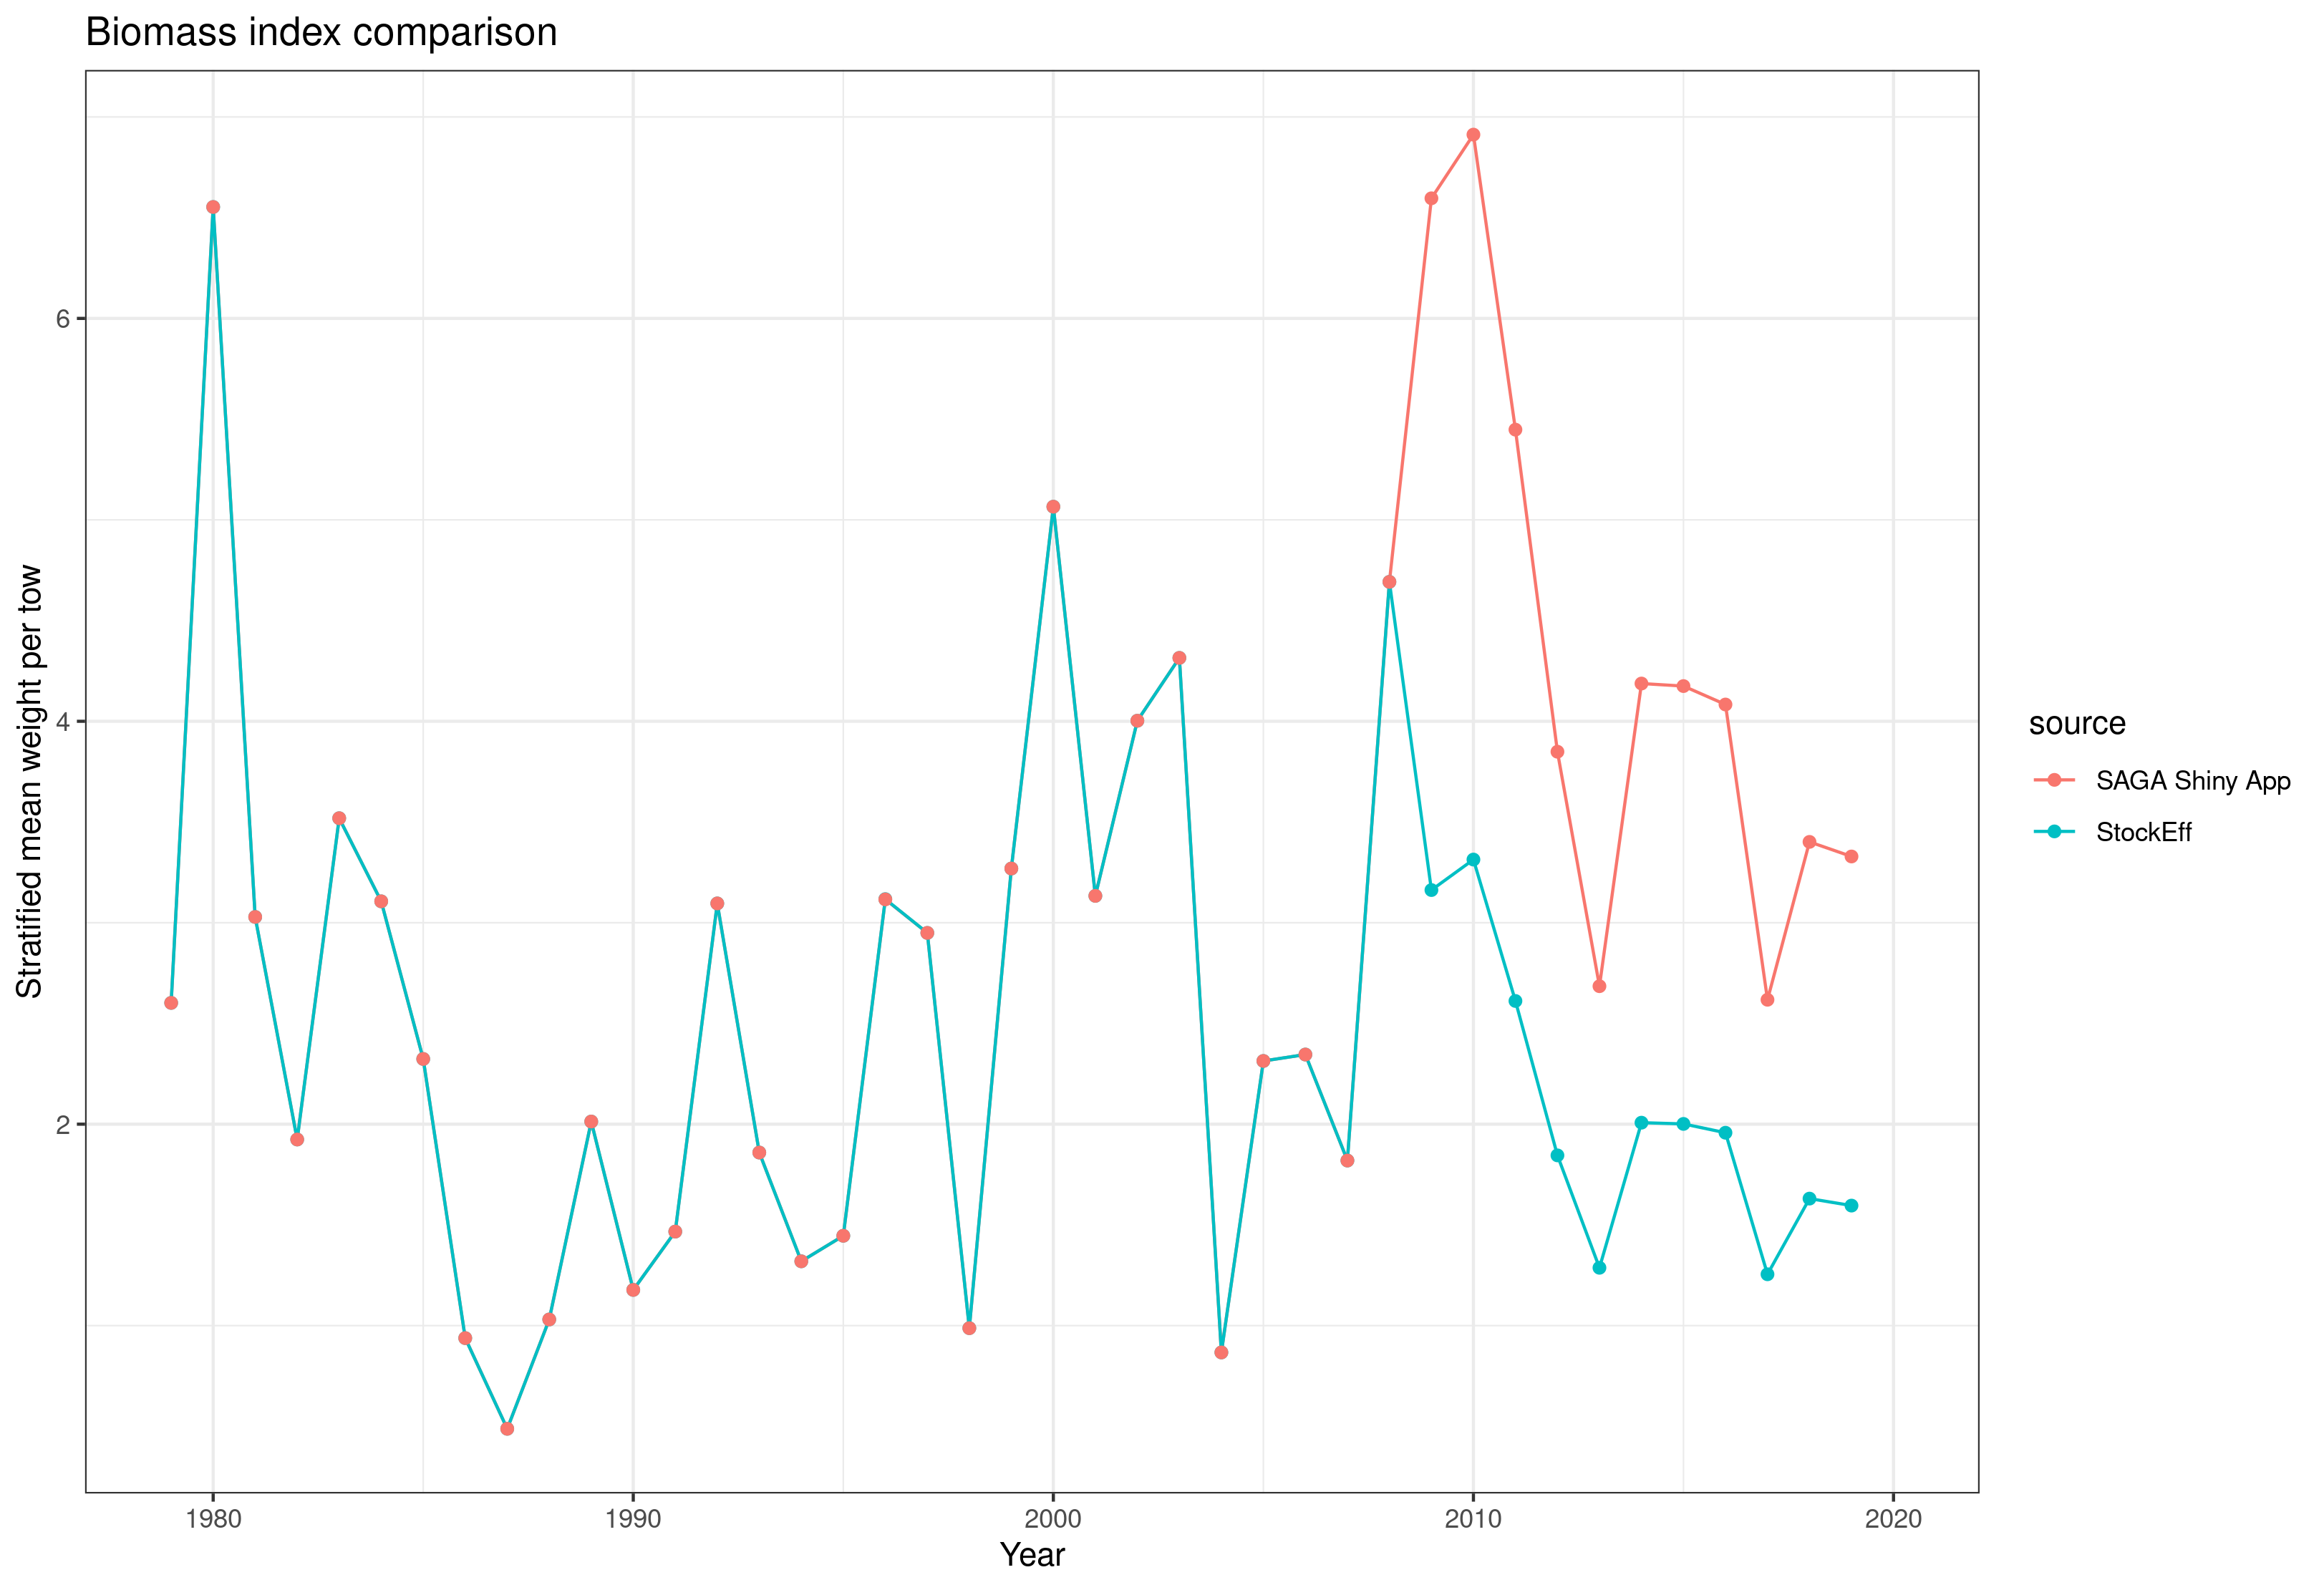 Biomass index comparison
Stratified mean weight per tow
6
4
2
1980
1990
2000
2010
2020
Year
source
SAGA Shiny App
StockEff